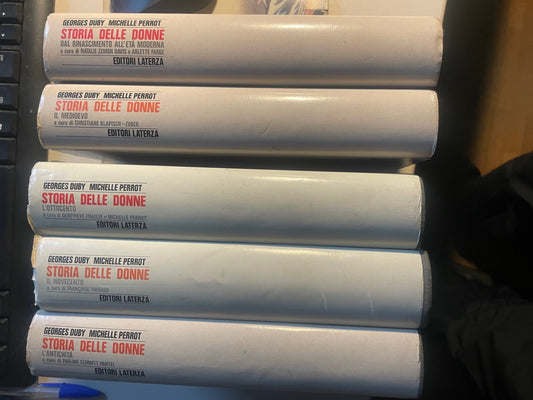 GEORGES DUBY MICHELLE PERROT
STORIA DELLE DONNE
DAL RINASCIMENTO ALL'ETÀ MODERNA
a cura di NATALIE ZEMON DAVIS e ARLETTE FARGE
EDITORI LATERZA
GEORGES DUBY MICHELLE PERROT
STORIA DELLE DONNE
IL MEDIOEVO
a cura di CHRISTIANE KLAPISCH-ZUBER
EDITORI LATERZA
GEORGES DUBY MICHELLE PERROT
STORIA DELLE DONNE
L'OTTOCENTO
a cura di GENEVIÈVE FRAISSE e MICHELLE PERROT
EDITORI LATERZA
GEORGES DUBY MICHELLE PERROT
STORIA DELLE DONNE
IL NOVECENTO
a cura di FRANÇOISE THÉBAUD
EDITORI LATERZA
GEORGES DUBY MICHELLE PERROT
STORIA DELLE DONNE
L'ANTICHITÀ
a cura di PAULINE SCHMITT PANTEL
EDITORI LATERZA